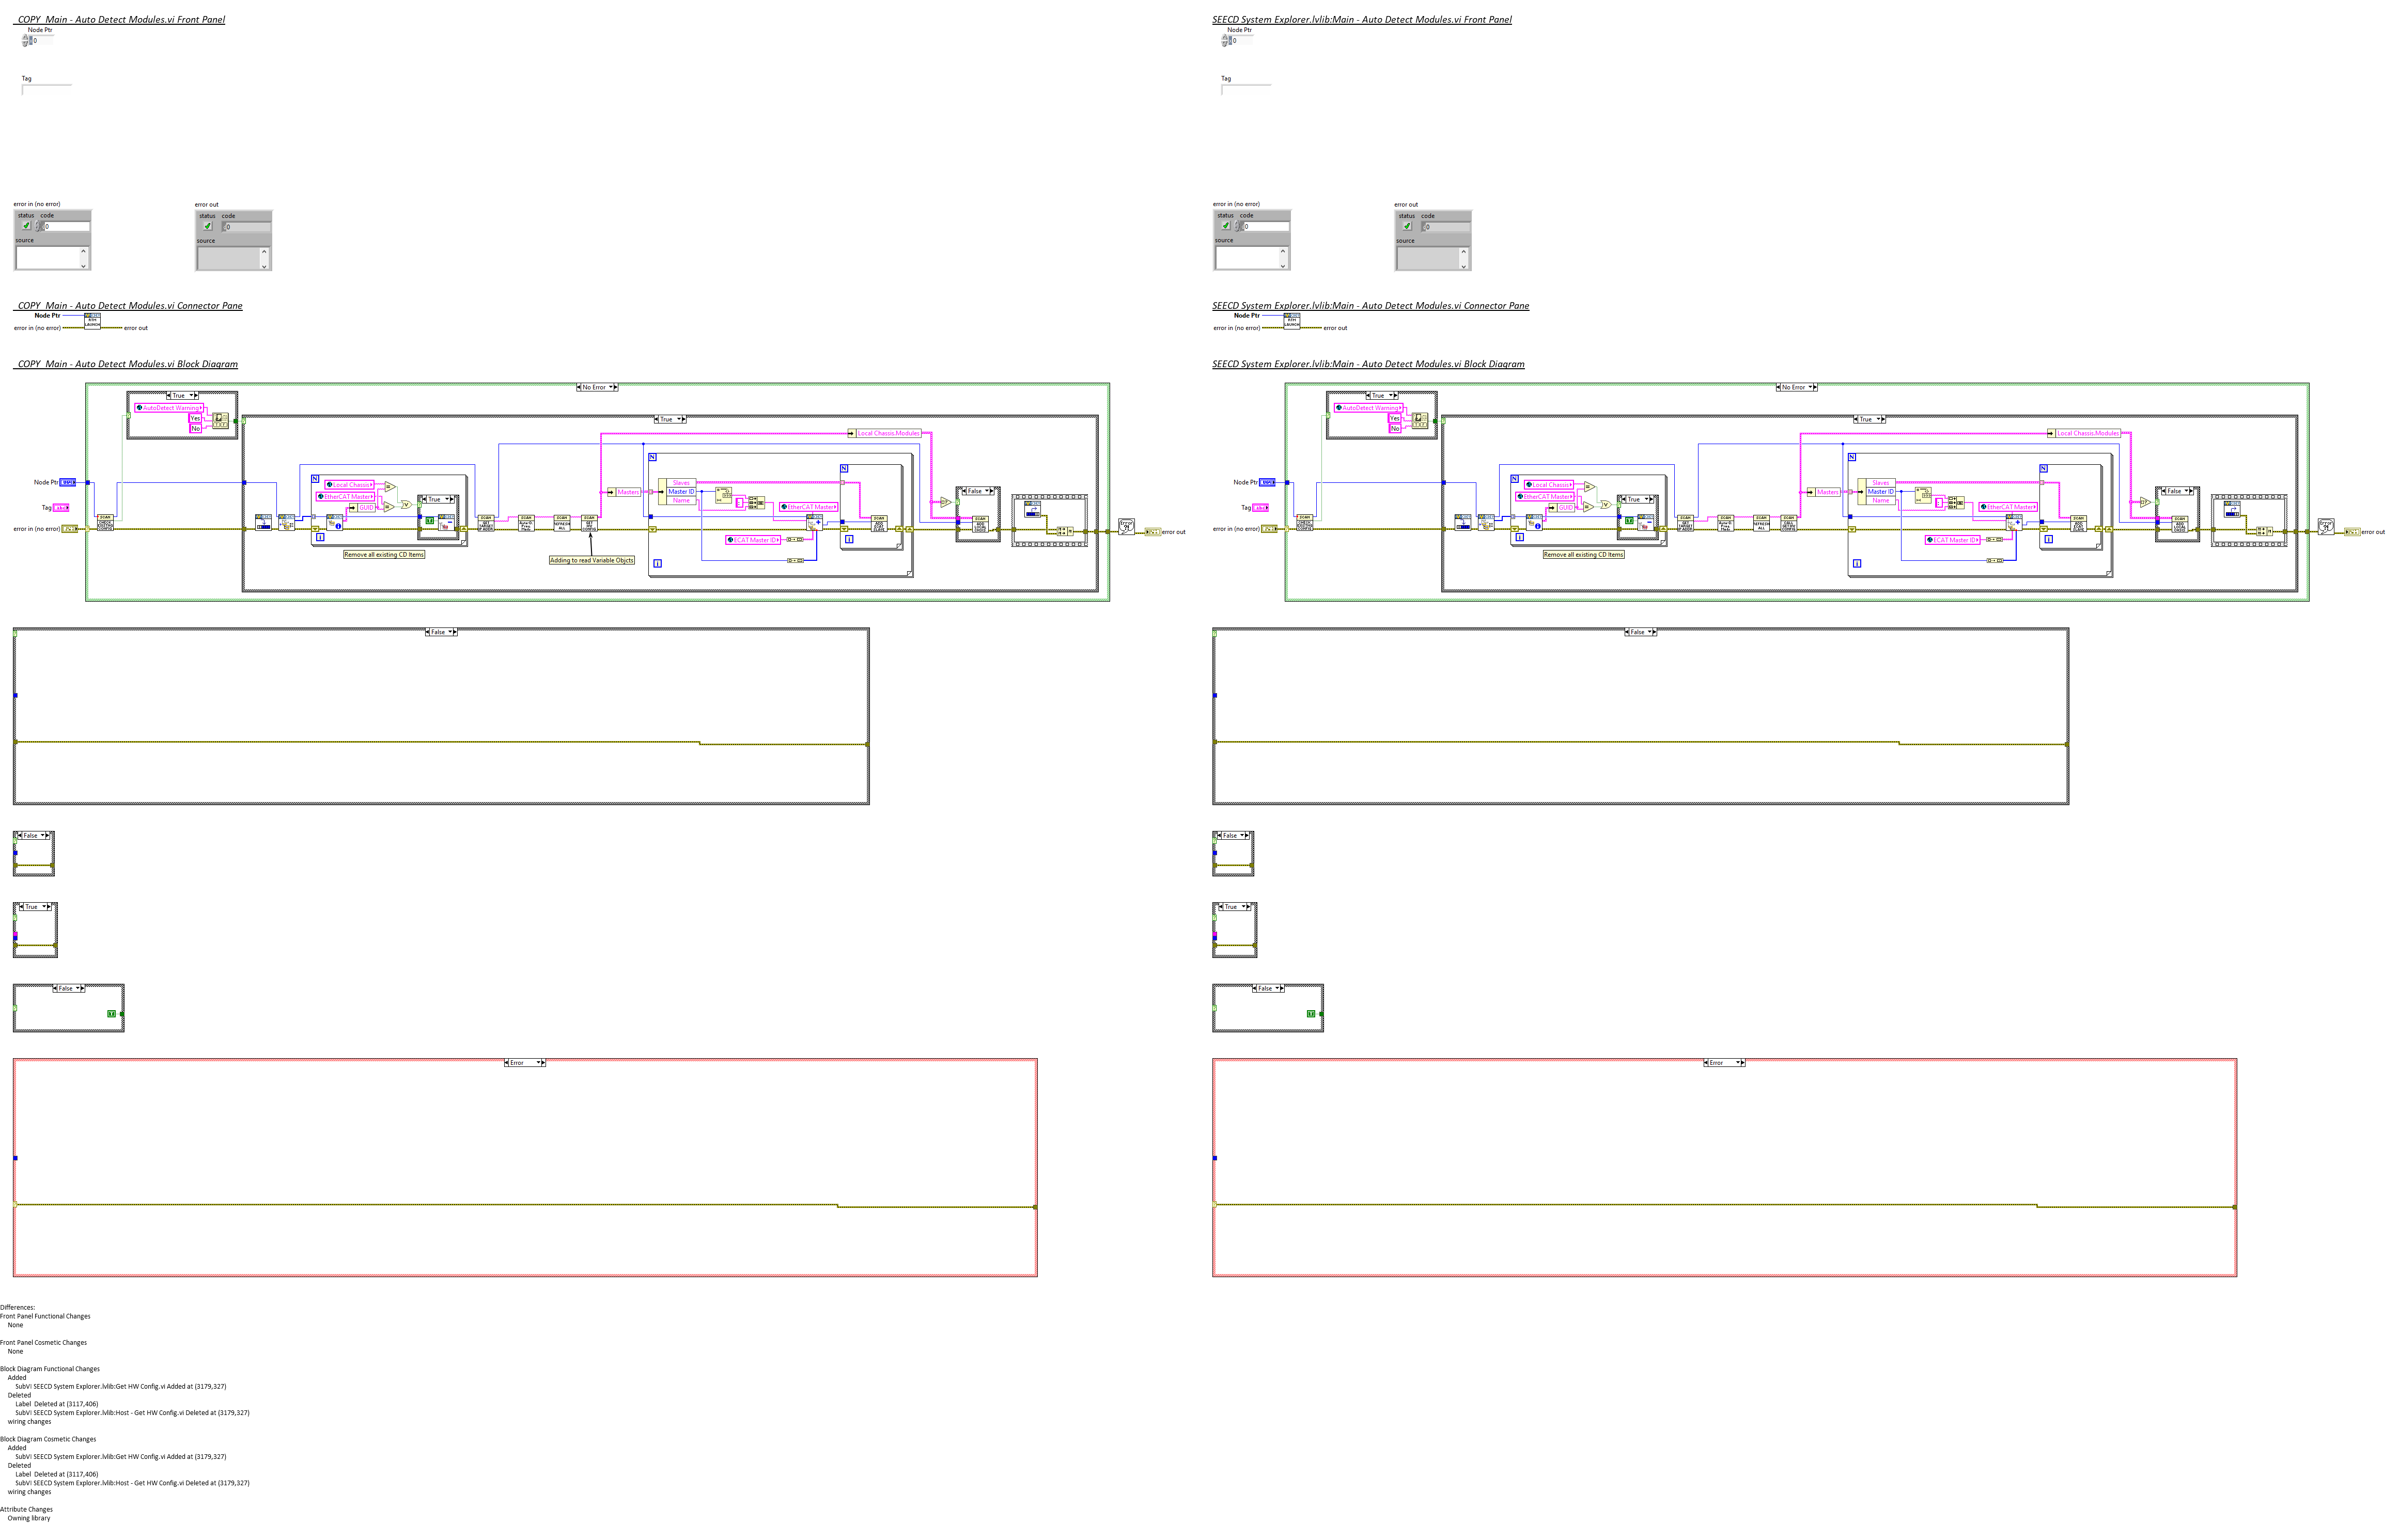 _COPY_Main - Auto Detect Modules.vi Front Panel
Node Ptr
0
Tag
error in (no error)
status code
0
source
error out
status code
0
source
_COPY_Main - Auto Detect Modules.vi Connector Pane
Node Ptr
error in (no error)
RTM
LAUNCH
error out
_COPY_Main - Auto Detect Modules.vi Block Diagram
No Error
True
AutoDetect Warning
Yes
No
True
Local Chassis.Modules
Node Ptr
Tag
abc
error in (no error)
N
Local Chassis
EtherCAT Master
GUID
True
i
Remove all existing CD Items
Adding to read Variable Objcts
Masters
N
Slaves
Master ID
Name
EtherCAT Master
ECAT Master ID
N
i
i
False
error out
False
False
True
False
Error
SEECD System Explorer.lvlib:Main - Auto Detect Modules.vi Front Panel
Node Ptr
0
Tag
error in (no error)
status code
0
source
error out
status code
0
source
SEECD System Explorer.lvlib:Main - Auto Detect Modules.vi Connector Pane
Node Ptr
error in (no error)
RTM
LAUNCH
error out
SEECD System Explorer.lvlib:Main - Auto Detect Modules.vi Block Diagram
No Error
True
AutoDetect Warning
Yes
No
True
Local Chassis.Modules
Node Ptr
Tag
abc
error in (no error)
N
Local Chassis
EtherCAT Master
GUID
True
i
Remove all existing CD Items
Masters
N
Slaves
Master ID
Name
EtherCAT Master
ECAT Master ID
N
i
i
False
error out
False
False
True
False
Error
Differences:
Front Panel Functional Changes
None
Front Panel Cosmetic Changes
None
Block Diagram Functional Changes
Added
SubVI SEECD System Explorer.lvlib:Get HW Config.vi Added at (3179,327)
Deleted
Label Deleted at (3117,406)
SubVI SEECD System Explorer.lvlib:Host - Get HW Config.vi Deleted at (3179,327)
wiring changes
Block Diagram Cosmetic Changes
Added
SubVI SEECD System Explorer.lvlib:Get HW Config.vi Added at (3179,327)
Deleted
Label Deleted at (3117,406)
SubVI SEECD System Explorer.lvlib:Host - Get HW Config.vi Deleted at (3179,327)
wiring changes
Attribute Changes
Owning library